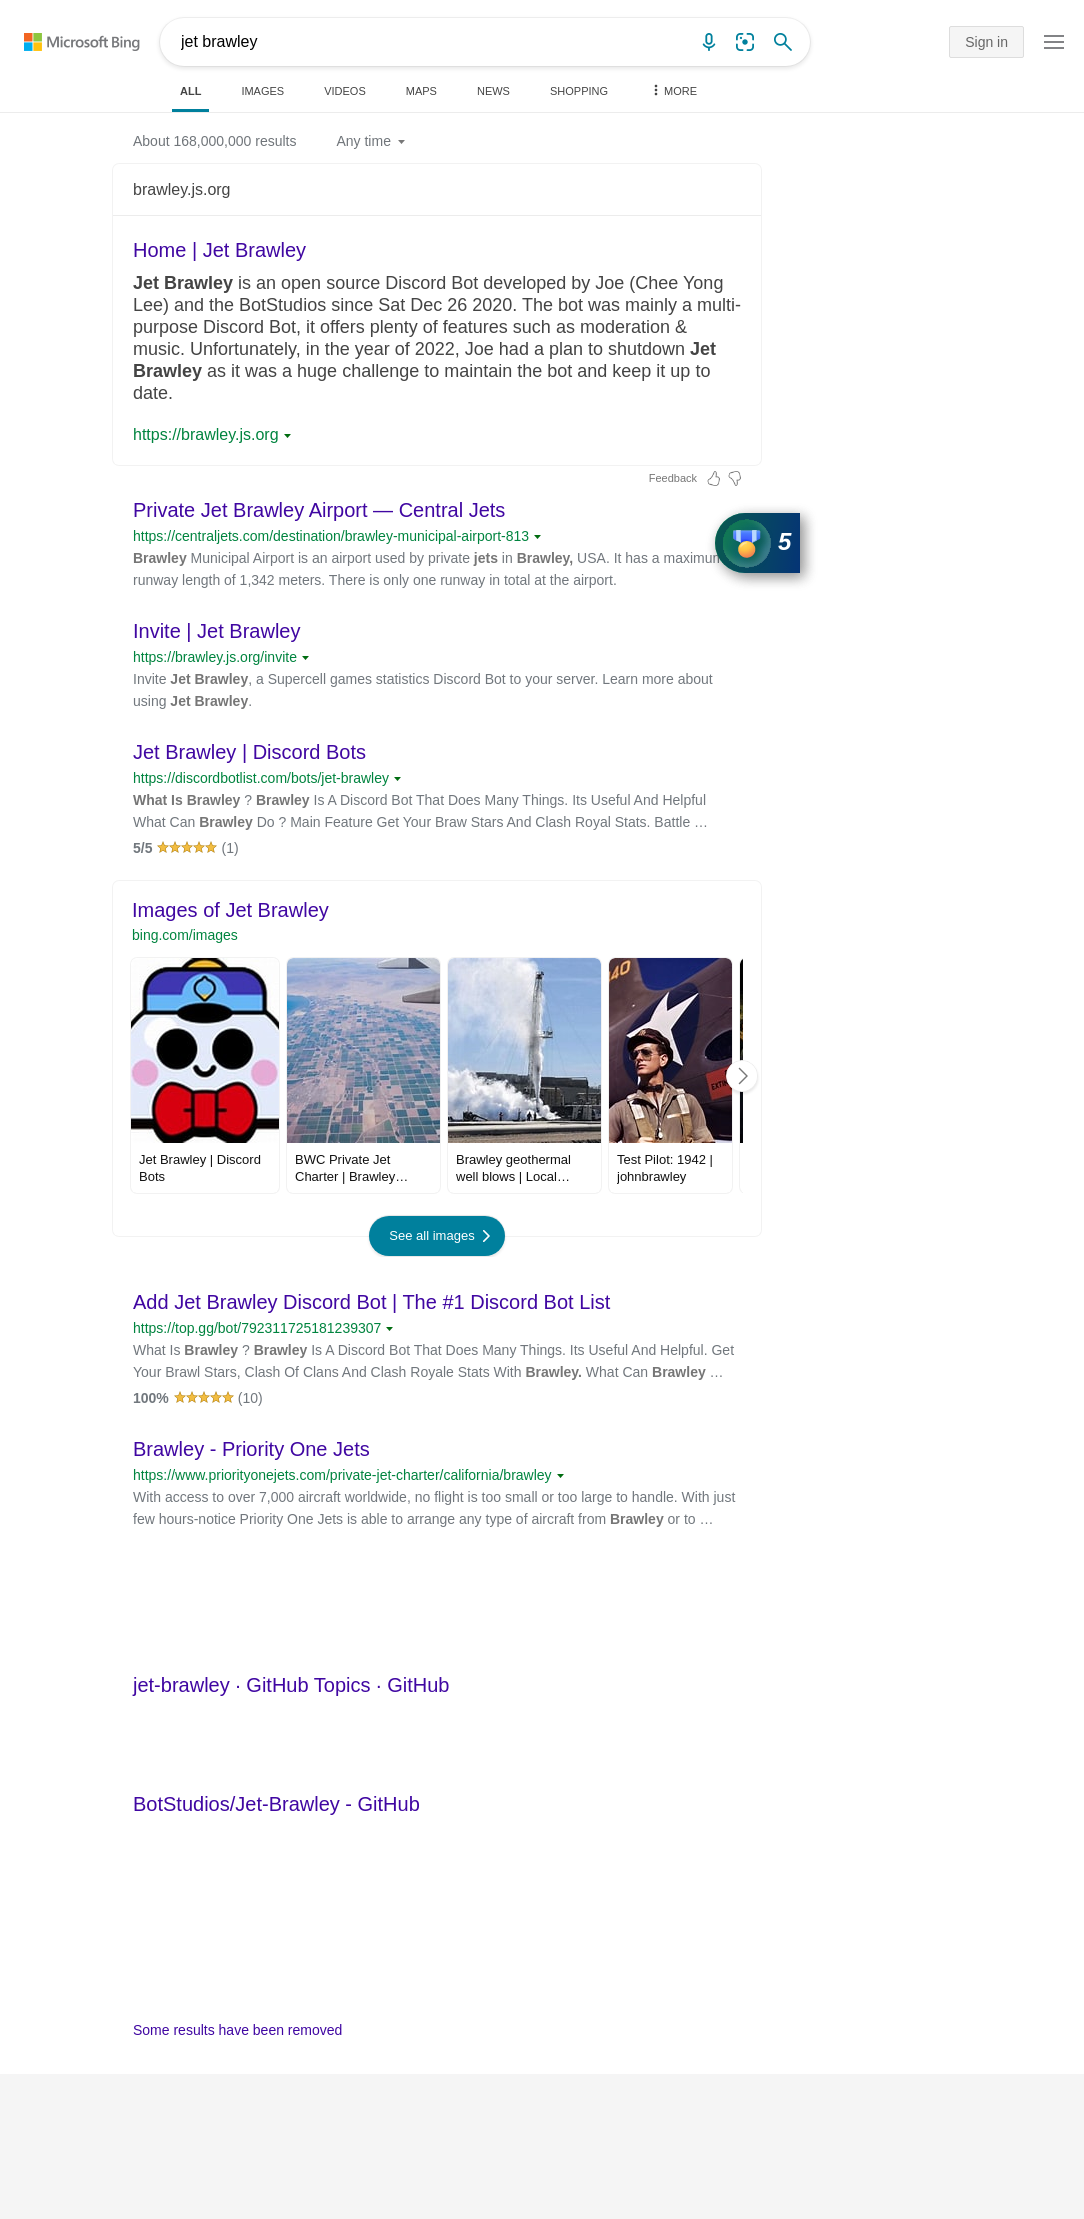 Microsoft Bing
jet brawley
Sign in
ALL IMAGES VIDEOS MAPS NEWS SHOPPING MORE
About 168,000,000 results Any time
brawley.js.org
Home | Jet Brawley
Jet Brawley is an open source Discord Bot developed by Joe (Chee Yong
Lee) and the BotStudios since Sat Dec 26 2020. The bot was mainly a multi-
purpose Discord Bot, it offers plenty of features such as moderation &
music. Unfortunately, in the year of 2022, Joe had a plan to shutdown Jet
Brawley as it was a huge challenge to maintain the bot and keep it up to
date.
https://brawley.js.org
Feedback
Private Jet Brawley Airport — Central Jets
https://centraljets.com/destination/brawley-municipal-airport-813
5
Brawley Municipal Airport is an airport used by private jets in Brawley, USA. It has a maximum
runway length of 1,342 meters. There is only one runway in total at the airport.
Invite | Jet Brawley
https://brawley.js.org/invite
Invite Jet Brawley, a Supercell games statistics Discord Bot to your server. Learn more about
using Jet Brawley.
Jet Brawley | Discord Bots
https://discordbotlist.com/bots/jet-brawley
What Is Brawley ? Brawley Is A Discord Bot That Does Many Things. Its Useful And Helpful
What Can Brawley Do ? Main Feature Get Your Braw Stars And Clash Royal Stats. Battle …
5/5 (1)
Images of Jet Brawley
bing.com/images
40
EXTIN
Jet Brawley | Discord
Bots
BWC Private Jet
Charter | Brawley…
Brawley geothermal
well blows | Local…
Test Pilot: 1942 |
johnbrawley
See all images
Add Jet Brawley Discord Bot | The #1 Discord Bot List
https://top.gg/bot/792311725181239307
What Is Brawley ? Brawley Is A Discord Bot That Does Many Things. Its Useful And Helpful. Get
Your Brawl Stars, Clash Of Clans And Clash Royale Stats With Brawley. What Can Brawley …
100% (10)
Brawley - Priority One Jets
https://www.priorityonejets.com/private-jet-charter/california/brawley
With access to over 7,000 aircraft worldwide, no flight is too small or too large to handle. With just
few hours-notice Priority One Jets is able to arrange any type of aircraft from Brawley or to …
jet-brawley · GitHub Topics · GitHub
BotStudios/Jet-Brawley - GitHub
Some results have been removed